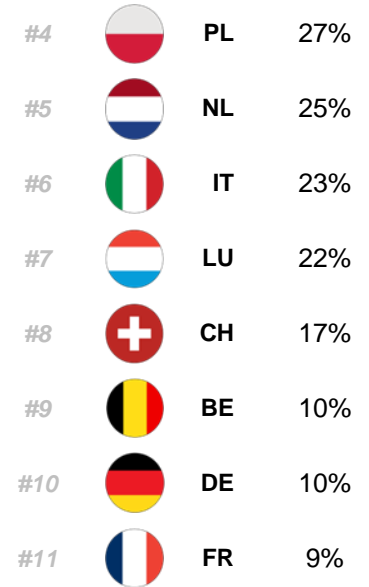 #4 PL 27%
#5 NL 25%
#6 IT 23%
#7 LU 22%
#8 CH 17%
#9 BE 10%
#10 DE 10%
#11 FR 9%